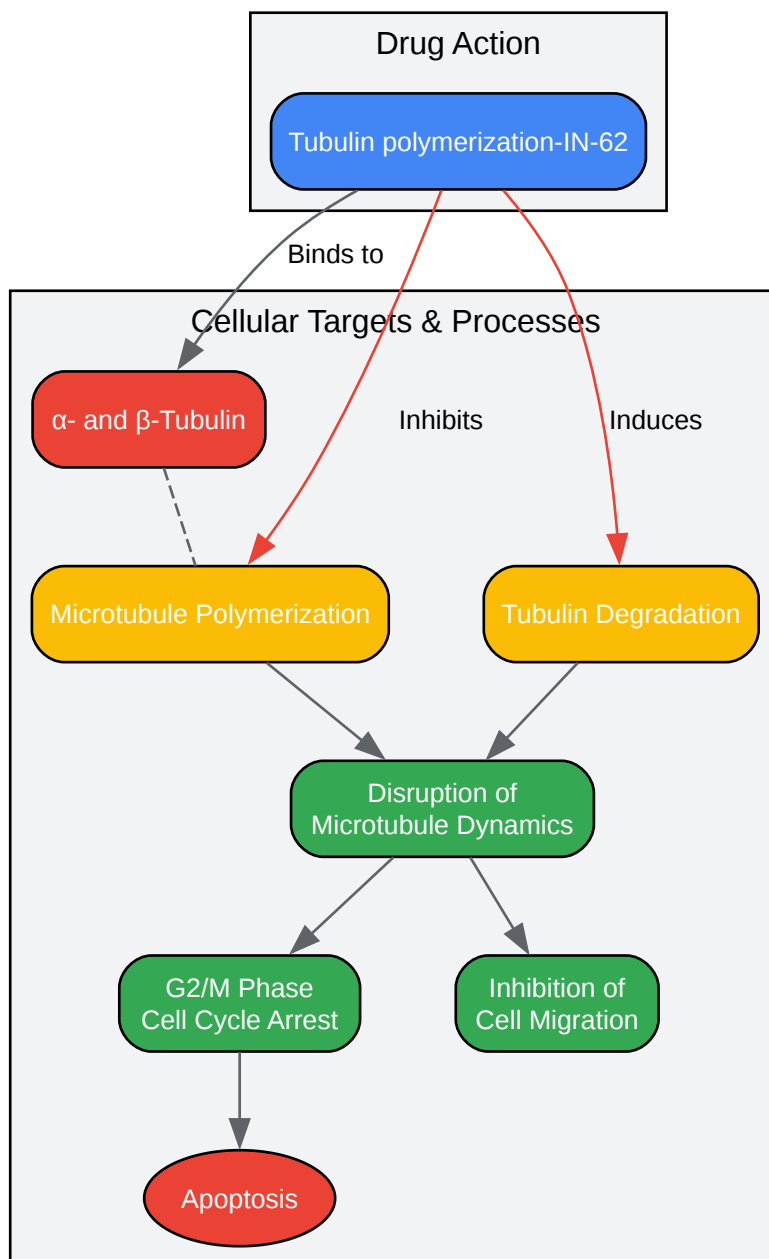 Drug Action
Tubulin polymerization-IN-62
Binds to
Cellular Targets & Processes
α- and β-Tubulin
Inhibits
Induces
Microtubule Polymerization
Tubulin Degradation
Disruption of
Microtubule Dynamics
G2/M Phase
Cell Cycle Arrest
Inhibition of
Cell Migration
Apoptosis